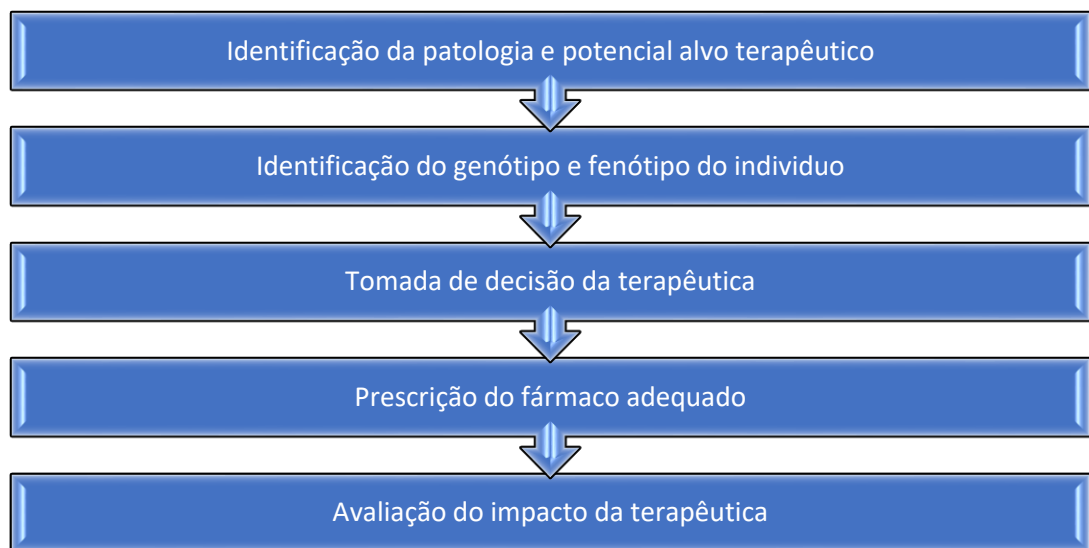 Identificação da patologia e potencial alvo terapêutico
Identificação do genótipo e fenótipo do individuo
Tomada de decisão da terapêutica
Prescrição do fármaco adequado
Avaliação do impacto da terapêutica